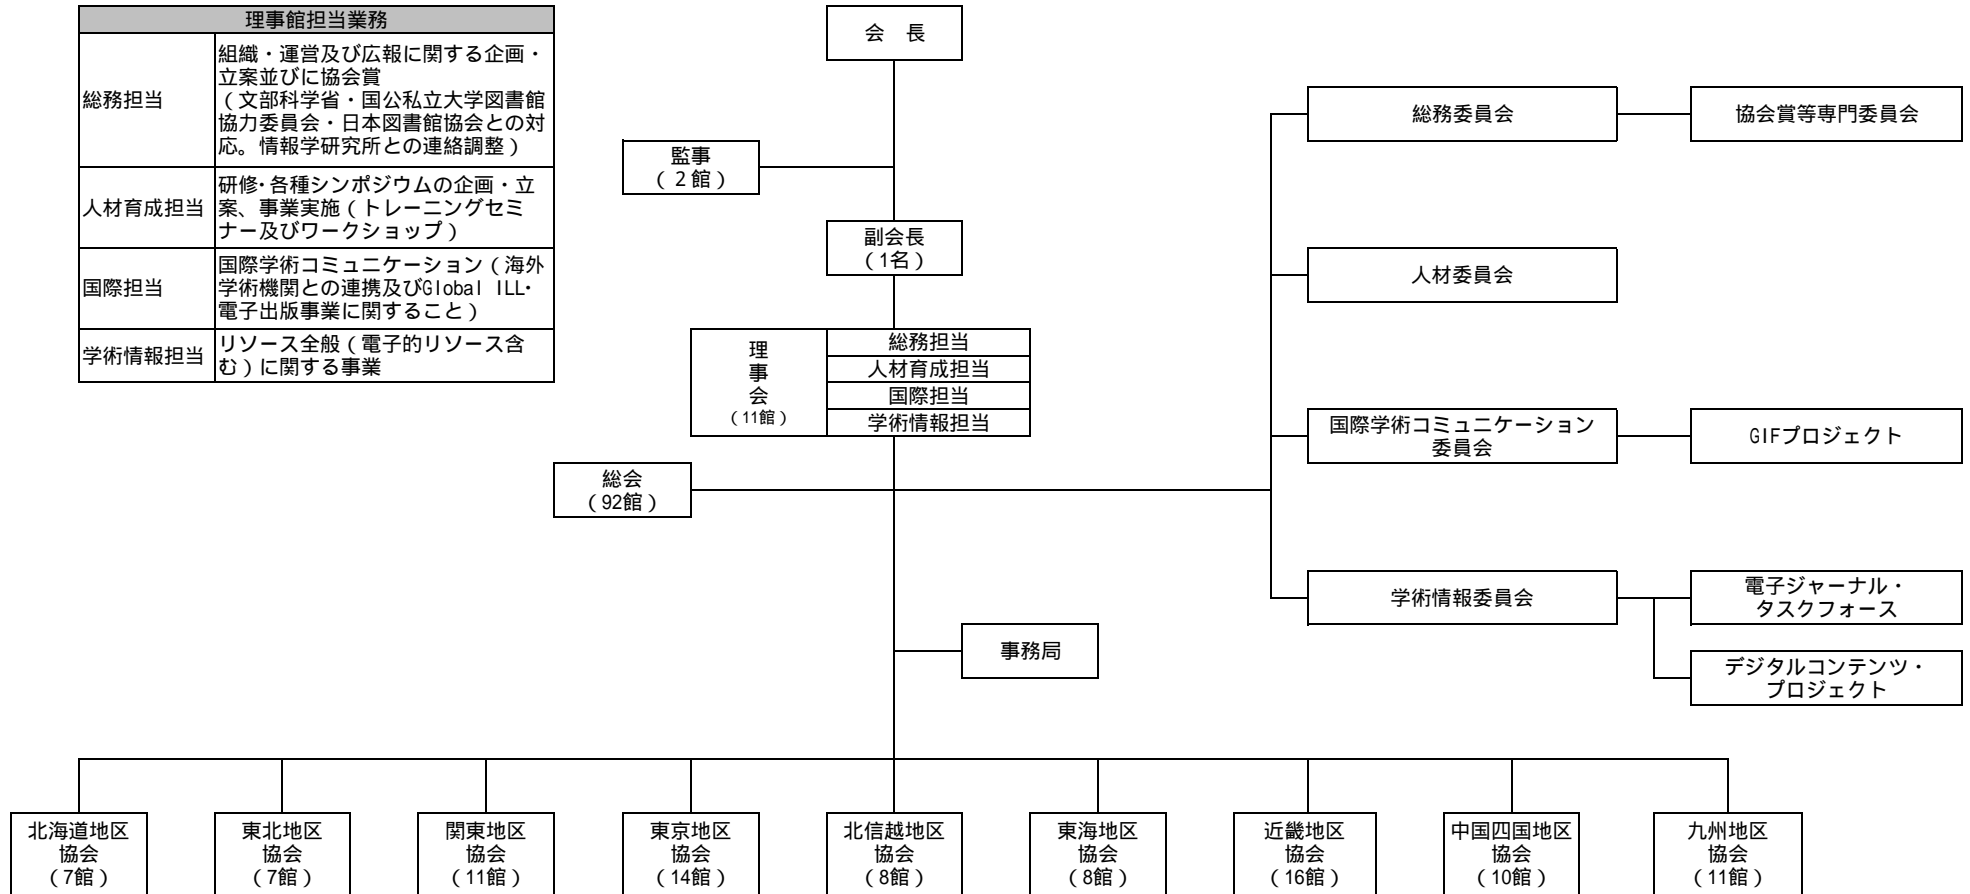 理事館担当業務
総務担当
組織・運営及び広報に関する企画・
立案並びに協会賞
(文部科学省・国公私立大学図書館
協力委員会・日本図書館協会との対
応。情報学研究所との連絡調整)
人材育成担当
研修・各種シンポジウムの企画・立
案、事業実施(トレーニングセミ
ナー及びワークショップ)
国際担当
国際学術コミュニケーション(海外
学術機関との連携及びGlobal ILL・
電子出版事業に関すること)
学術情報担当
リソース全般(電子的リソース含
む)に関する事業
会 長
監事
(2館)
副会長
(1名)
理
事
会
(11館)
総務担当
人材育成担当
国際担当
学術情報担当
総会
(92館)
総務委員会
協会賞等専門委員会
人材委員会
国際学術コミュニケーション
委員会
GIFプロジェクト
学術情報委員会
電子ジャーナル・
タスクフォース
デジタルコンテンツ・
プロジェクト
事務局
北海道地区
協会
(7館)
東北地区
協会
(7館)
関東地区
協会
(11館)
東京地区
協会
(14館)
北信越地区
協会
(8館)
東海地区
協会
(8館)
近畿地区
協会
(16館)
中国四国地区
協会
(10館)
九州地区
協会
(11館)